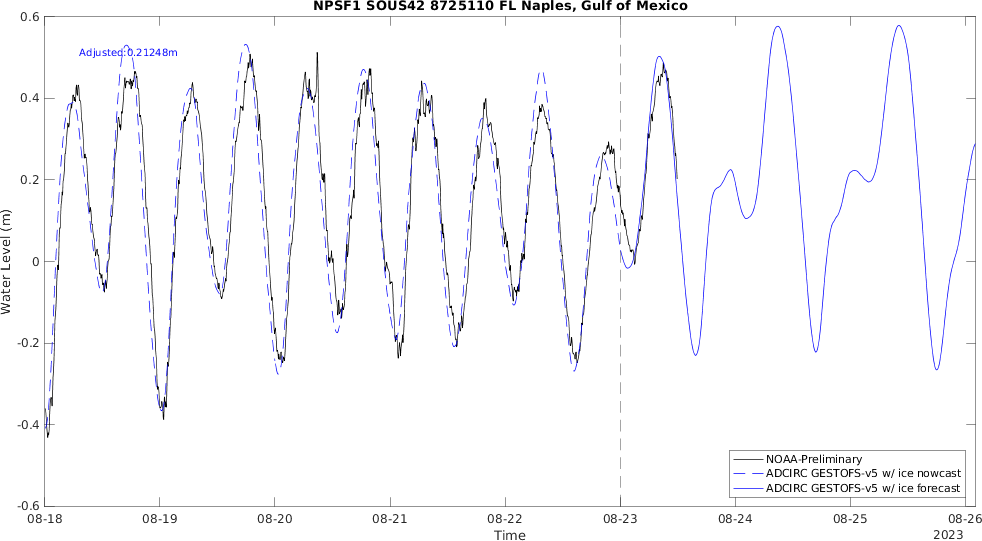 NPSF1 SOUS42 8725110 FL Naples, Gulf of Mexico
Adjusted:0.21248m
0.6
0.4
0.2
0
-0.2
-0.4
-0.6
Water Level (m)
NOAA-Preliminary
ADCIRC GESTOFS-v5 w/ ice nowcast
ADCIRC GESTOFS-v5 w/ ice forecast
08-18 08-19 08-20 08-21 08-22 08-23 08-24 08-25 08-26
Time
2023